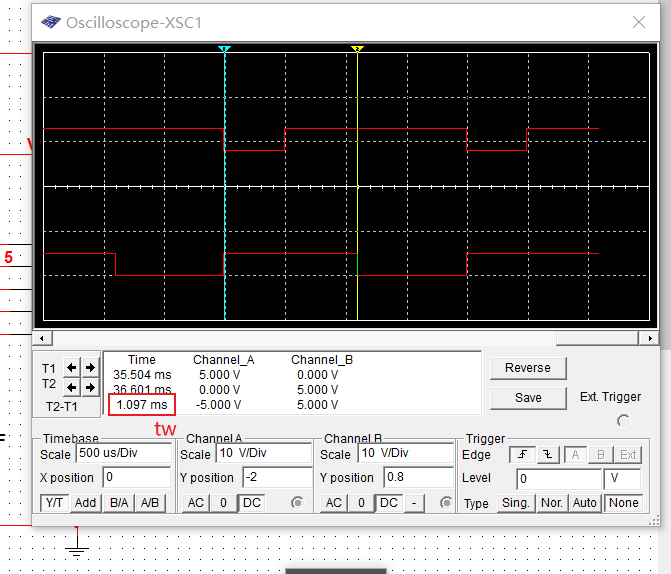 Oscilloscope-XSC1
1
2
5
T1
T2
T2-T1
Time Channel_A Channel_B
35.504 ms 5.000 V 0.000 V
36.601 ms 0.000 V 5.000 V
1.097 ms -5.000 V 5.000 V
tw
Reverse
Save
Ext. Trigger
Timebase
Scale 500 us/Div
X position 0
Y/T Add B/A A/B
Channel A
Scale 10 V/Div
Y position -2
AC 0 DC
Channel B
Scale 10 V/Div
Y position 0.8
AC 0 DC -
Trigger
Edge A B Ext
Level 0 V
Type Sing. Nor. Auto None